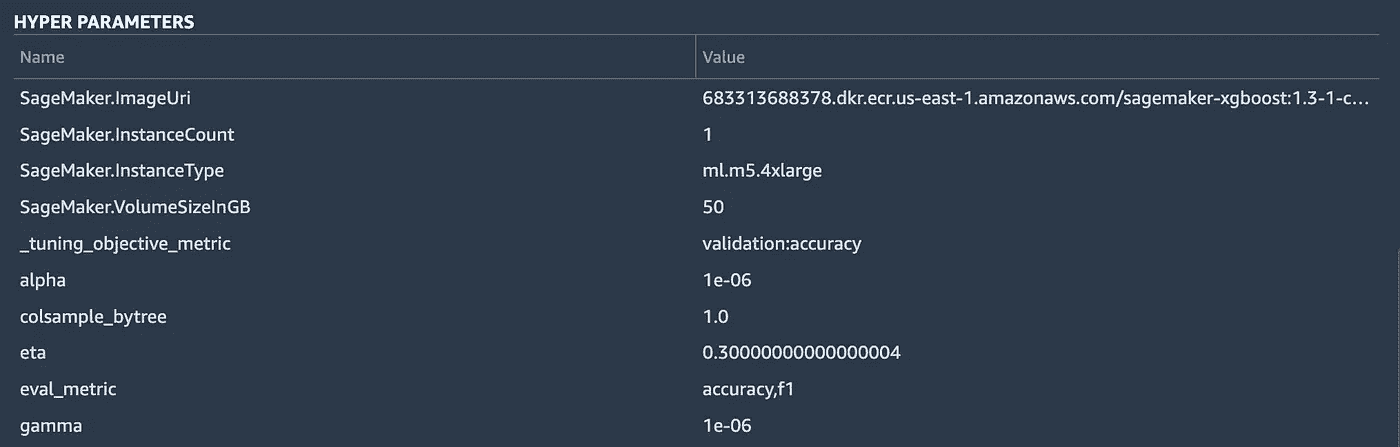 HYPER PARAMETERS
Name Value
SageMaker.ImageUri 683313688378.dkr.ecr.us-east-1.amazonaws.com/sagemaker-xgboost:1.3-1-c...
SageMaker.InstanceCount 1
SageMaker.InstanceType ml.m5.4xlarge
SageMaker.VolumeSizeInGB 50
_tuning_objective_metric validation:accuracy
alpha 1e-06
colsample_bytree 1.0
eta 0.30000000000000004
eval_metric accuracy,f1
gamma 1e-06